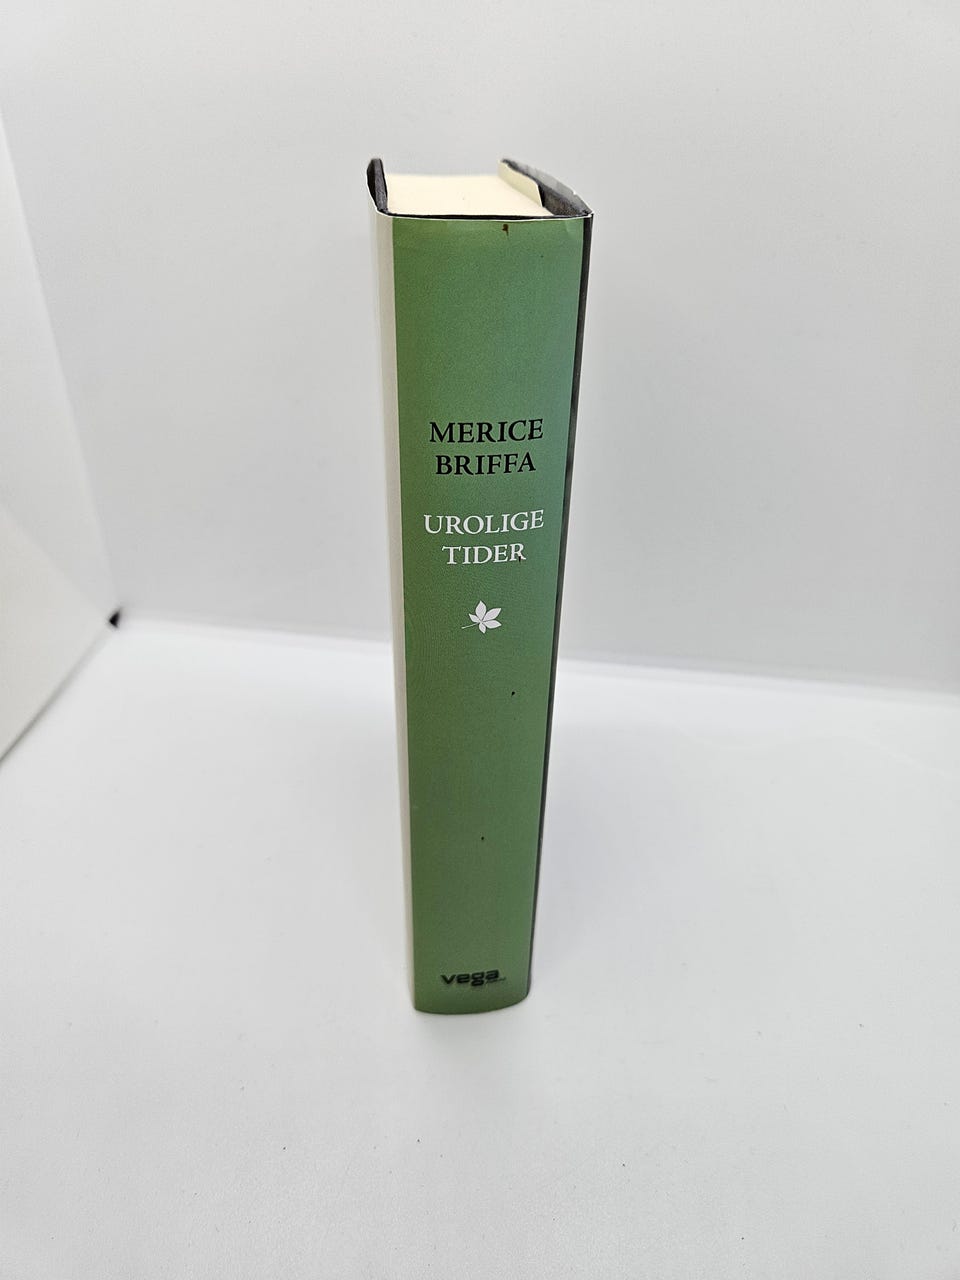 MERICE
BRIFFA
UROLIGE
TIDER
vega